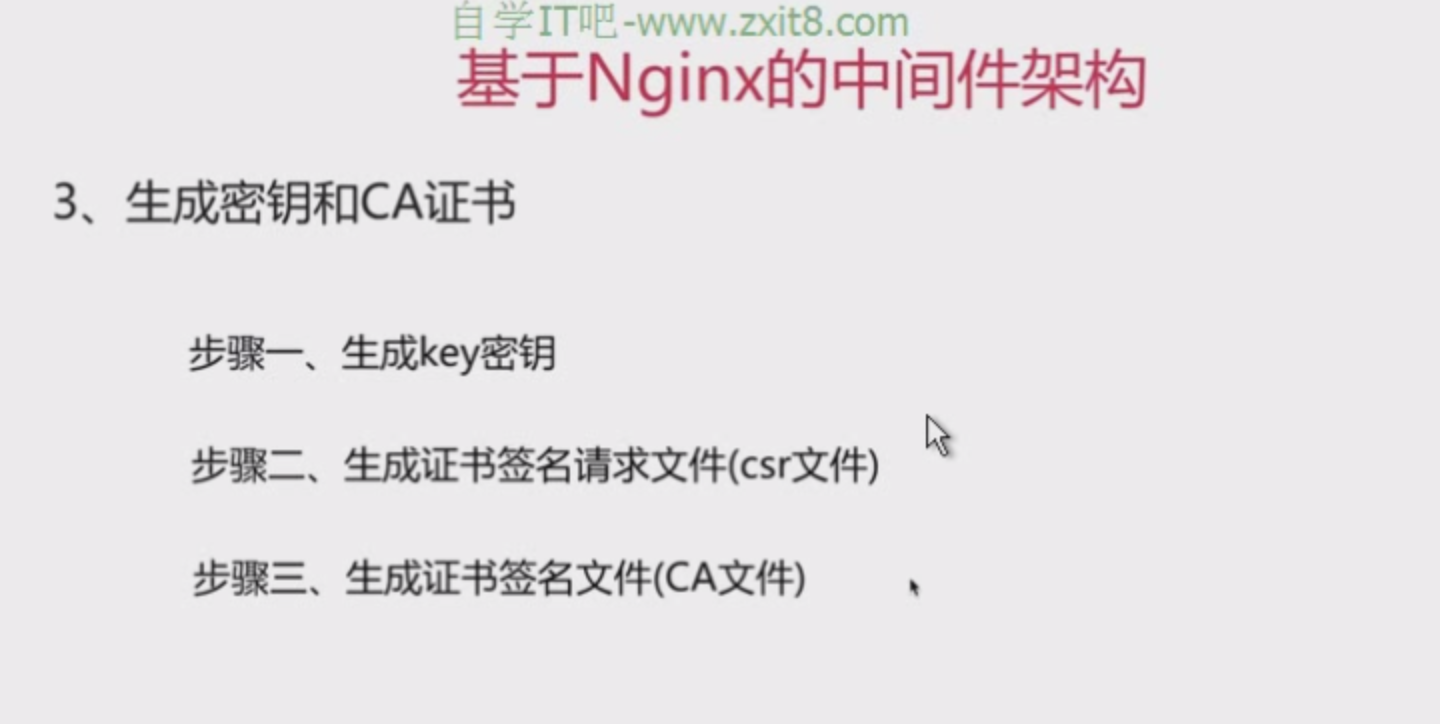 自学IT吧-www.zxit8.com
基于Nginx的中间件架构
3、生成密钥和CA证书
步骤一、生成key密钥
步骤二、生成证书签名请求文件(csr文件)
步骤三、生成证书签名文件(CA文件)